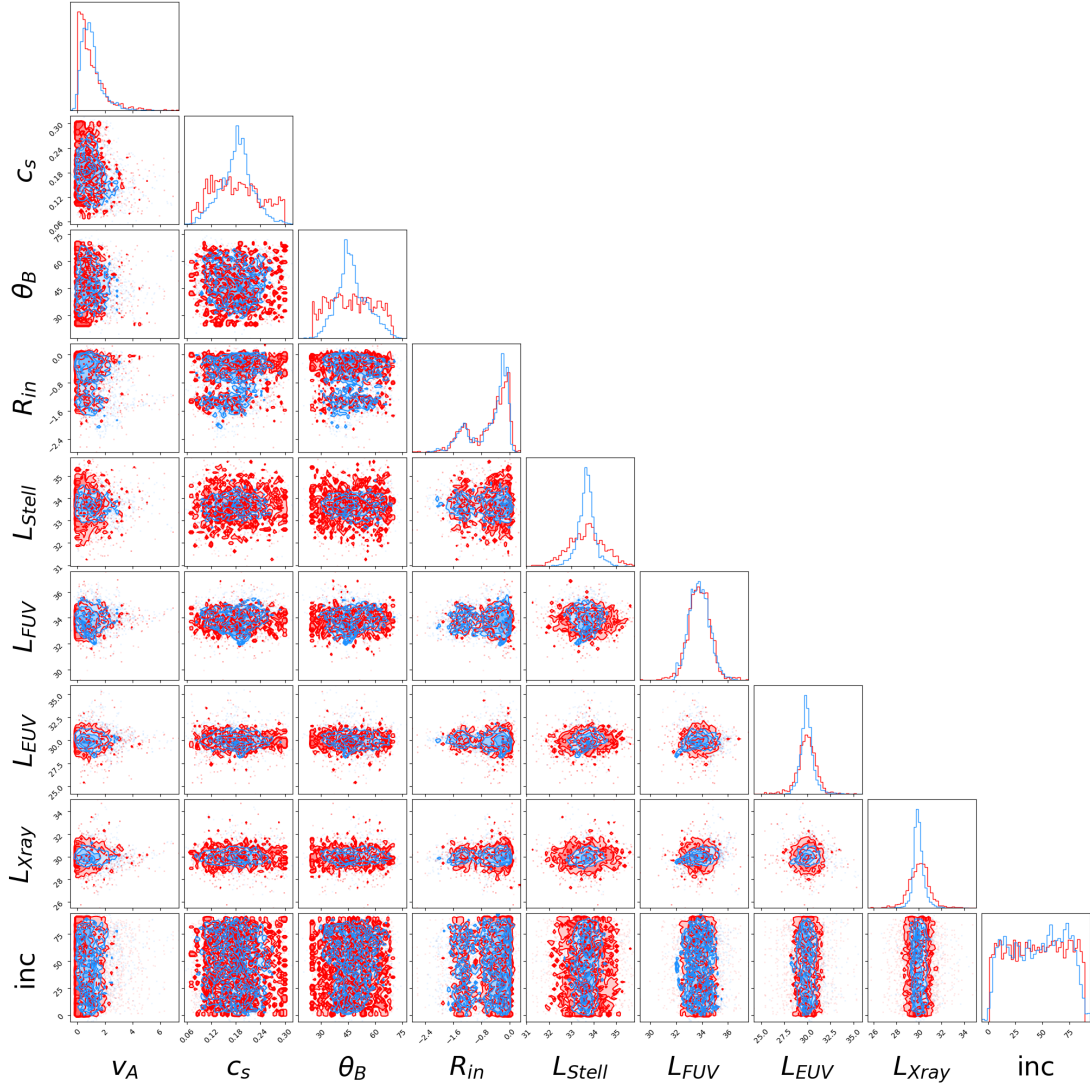 c_s
0.06 0.12 0.18 0.24 0.30
θ_B
30 45 60 75
R_in
−2.4 −1.6 −0.8 0.0
L_Stell
31 32 33 34 35
L_FUV
30 32 34 36
L_EUV
25.0 27.5 30.0 32.5 35.0
L_Xray
26 28 30 32 34
inc
0 25 50 75
0 2 4 6
0.06 0.12 0.18 0.24 0.30
30 45 60 75
−2.4 −1.6 −0.8 0.0
31 32 33 34 35
30 32 34 36
25.0 27.5 30.0 32.5 35.0
26 28 30 32 34
0 25 50 75
v_A c_s θ_B R_in L_Stell L_FUV L_EUV L_Xray inc